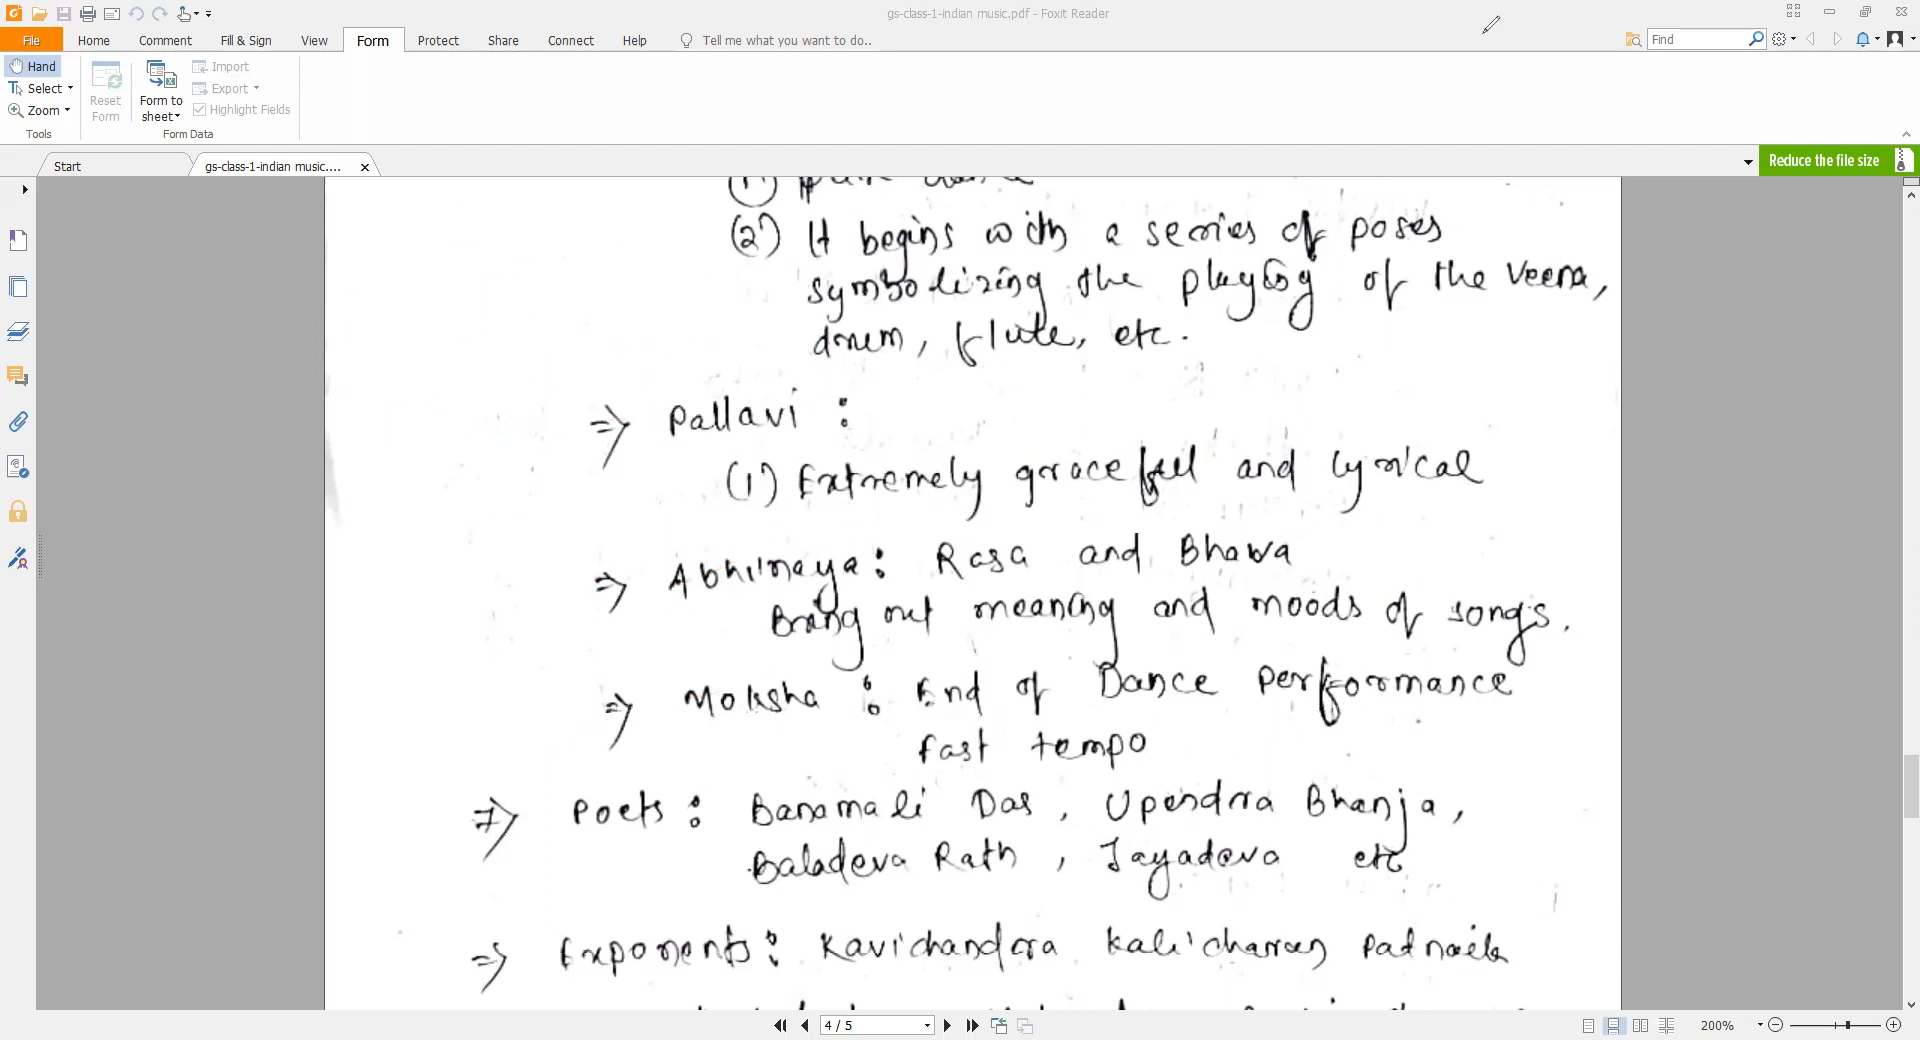 gs-class-1-indian music.pdf - Foxit Reader
File Home Comment Fill & Sign View Form Protect Share Connect Help Tell me what you want to do.. Find
Hand
Select
Zoom
Tools
Reset Form
Form to sheet
Import
Export
Highlight Fields
Form Data
Start gs-class-1-indian music.... Reduce the file size
(2) It begins with a series of poses
symbolizing the playing of the Veena,
drum, flute, etc.
⇒ Pallavi :
(1) Extremely graceful and lyrical
⇒ Abhinaya : Rasa and Bhava
Bring out meaning and moods of songs.
⇒ Moksha : End of Dance performance
fast tempo
⇒ Poets : Banamali Das, Upendra Bhanja,
Baladeva Rath, Jayadeva etc
⇒ Exponents : Kavichandra Kalicharan Patnaik
4 / 5 200%